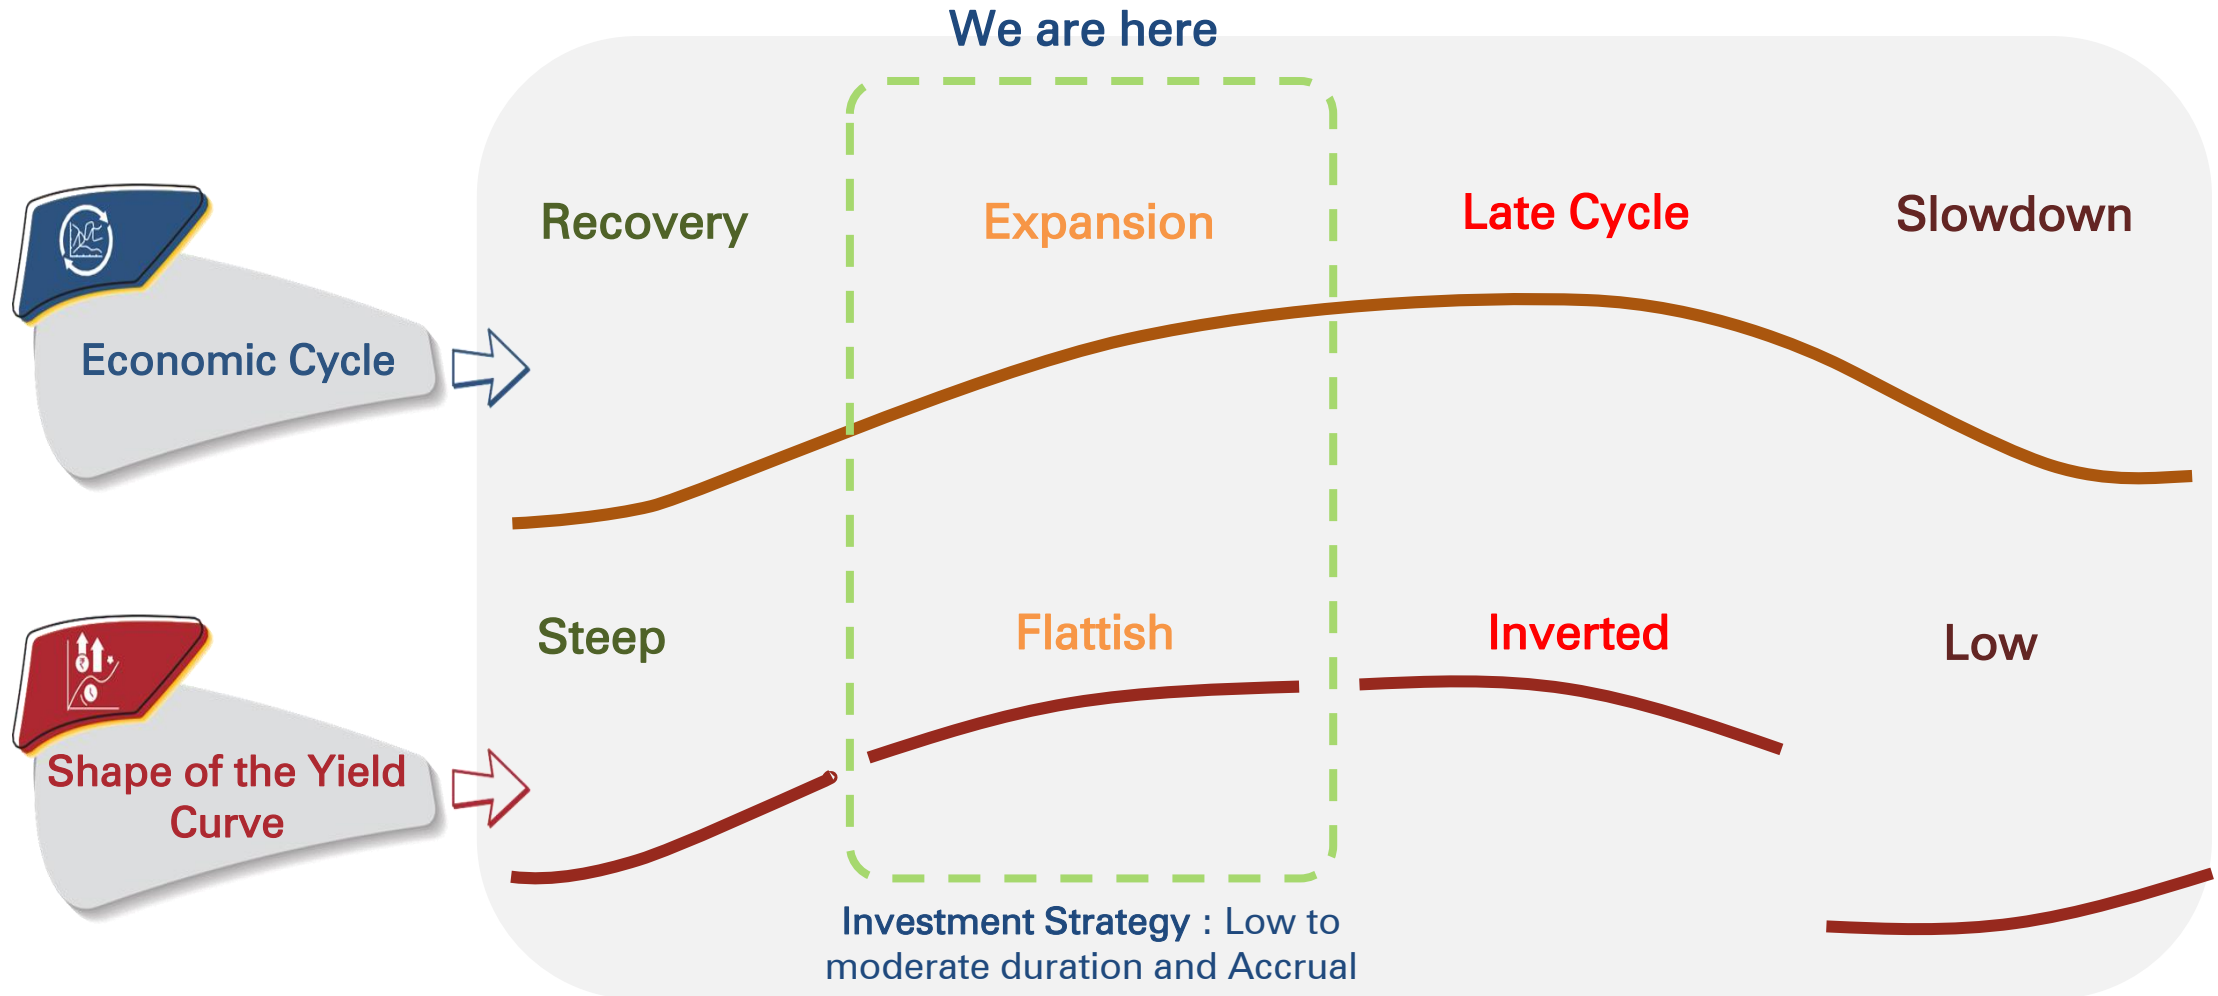 We are here
Recovery
Expansion
Late Cycle
Slowdown
Economic Cycle
Steep
Flattish
Inverted
Low
Shape of the Yield
Curve
Investment Strategy : Low to
moderate duration and Accrual